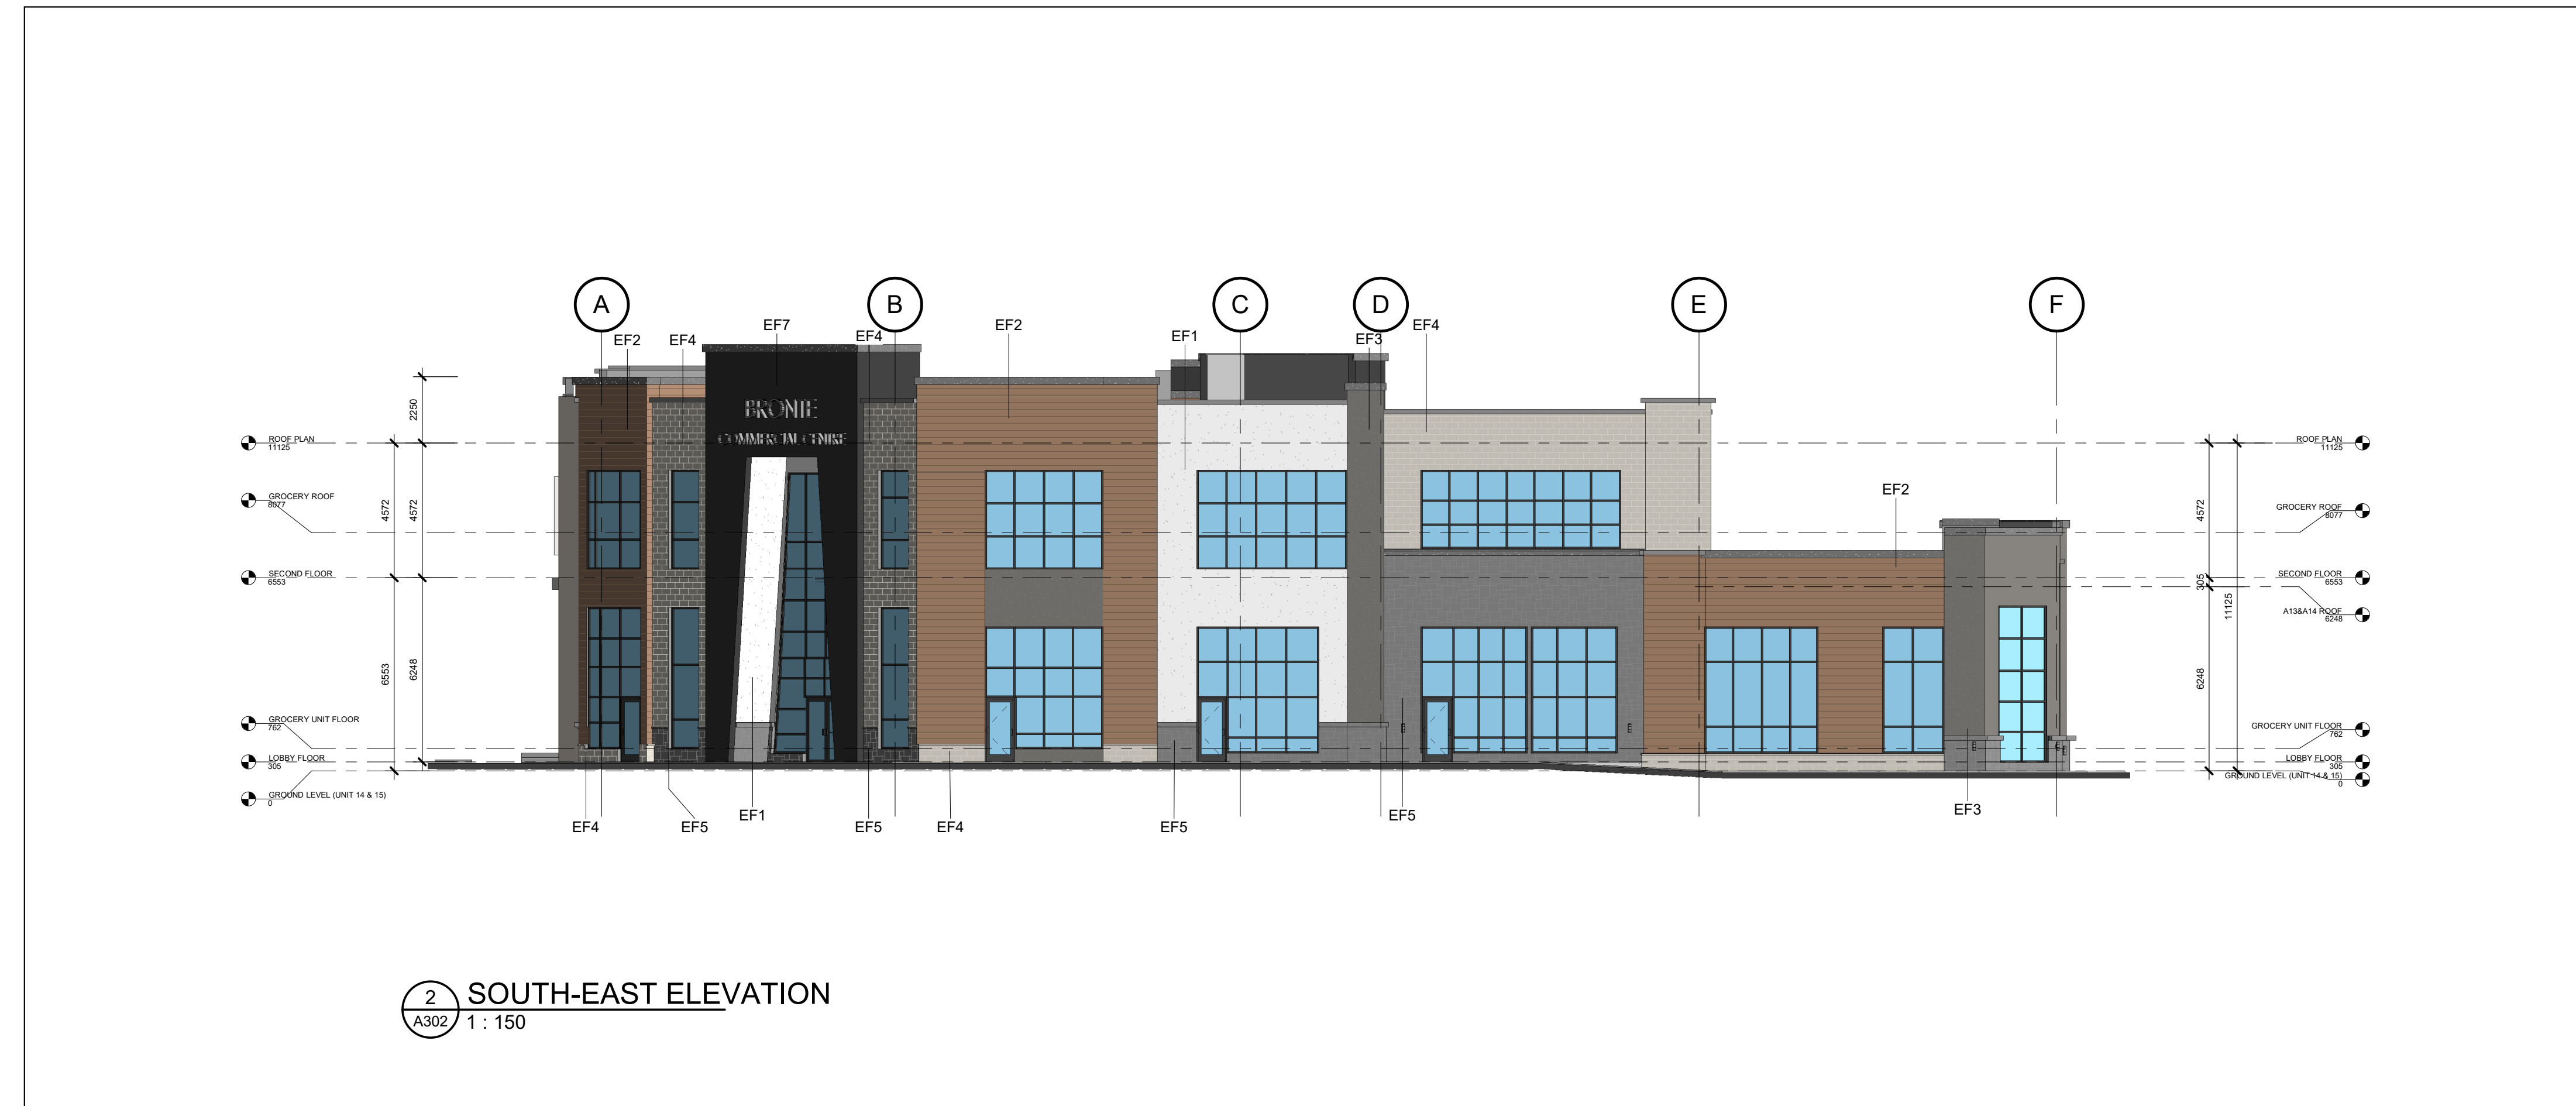 A
B
C
D
E
F
EF7
EF2
EF4
EF4
EF2
EF1
EF3
EF4
BRONTE
COMMERCIAL CENTRE
2250
ROOF PLAN
11125
ROOF PLAN
11125
EF2
GROCERY ROOF
8077
4572
4572
4572
GROCERY ROOF
8077
SECOND FLOOR
6553
305
SECOND FLOOR
6553
11125
A13&A14 ROOF
6248
6553
6248
6248
GROCERY UNIT FLOOR
762
GROCERY UNIT FLOOR
762
LOBBY FLOOR
305
LOBBY FLOOR
305
GROUND LEVEL (UNIT 14 & 15)
0
GROUND LEVEL (UNIT 14 & 15)
0
EF4
EF5
EF1
EF5
EF4
EF5
EF5
EF3
2
A302
SOUTH-EAST ELEVATION
1 : 150